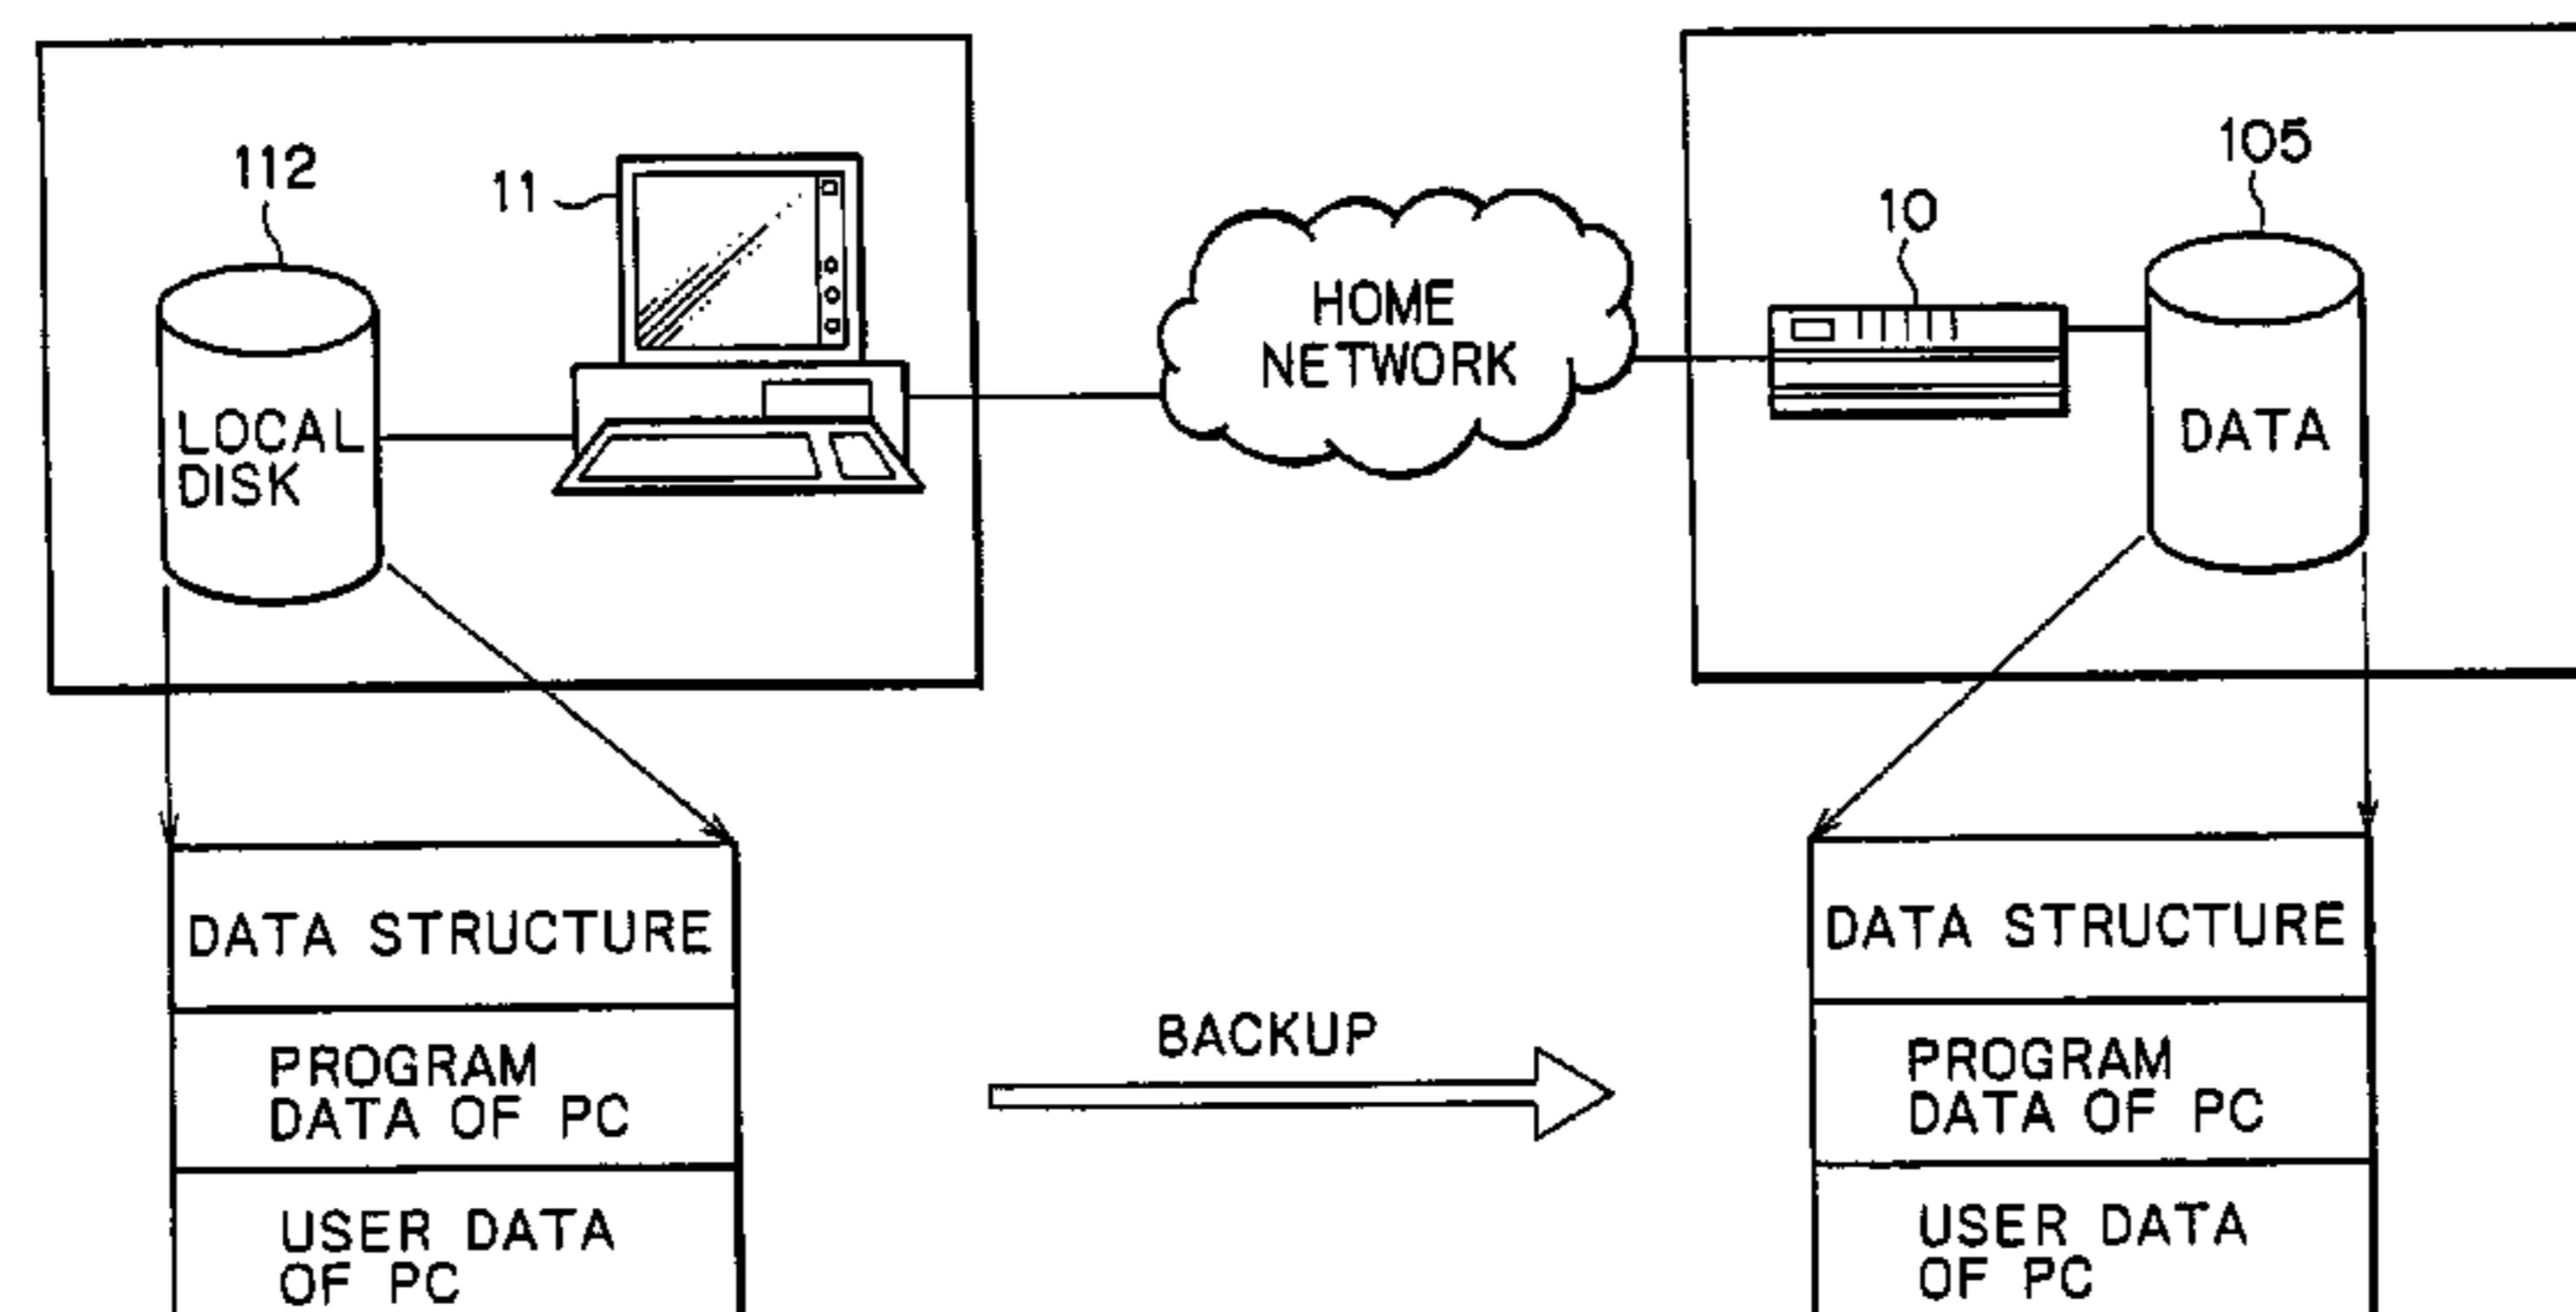 112
11
LOCAL
DISK
HOME
NETWORK
10
105
DATA
DATA STRUCTURE
PROGRAM
DATA OF PC
USER DATA
OF PC
BACKUP
DATA STRUCTURE
PROGRAM
DATA OF PC
USER DATA
OF PC